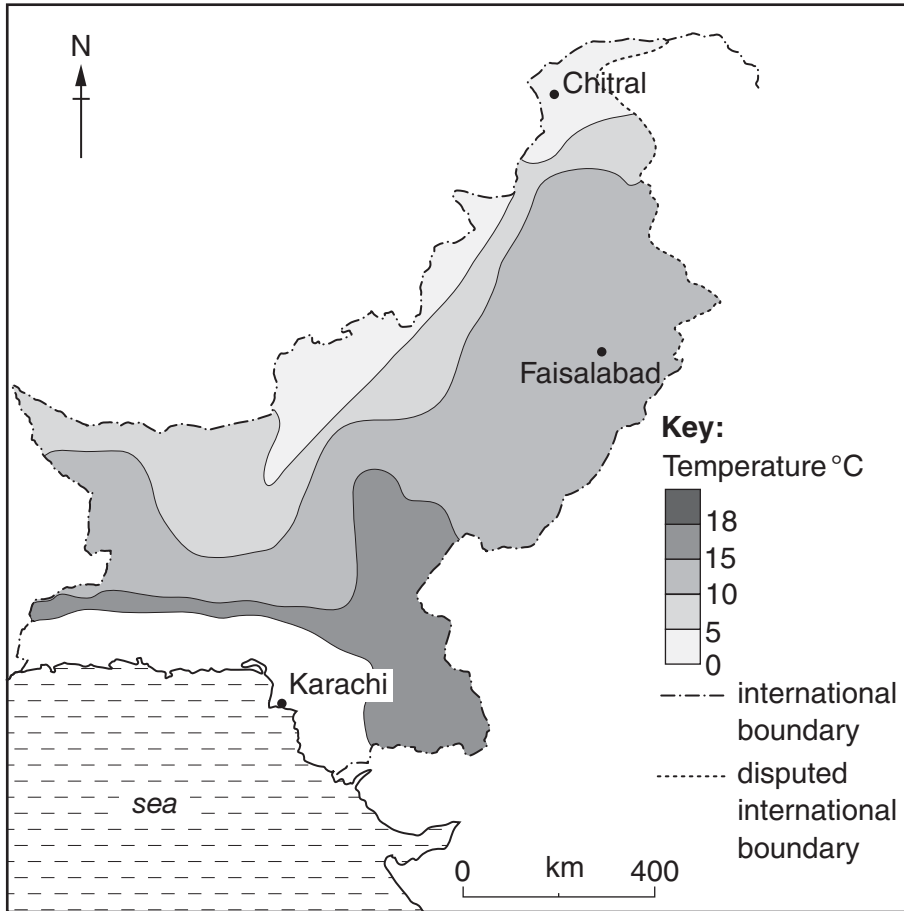 N
Chitral
Faisalabad
Key:
Temperature °C
18
15
10
5
0
Karachi
international
boundary
sea
disputed
international
boundary
0 km 400